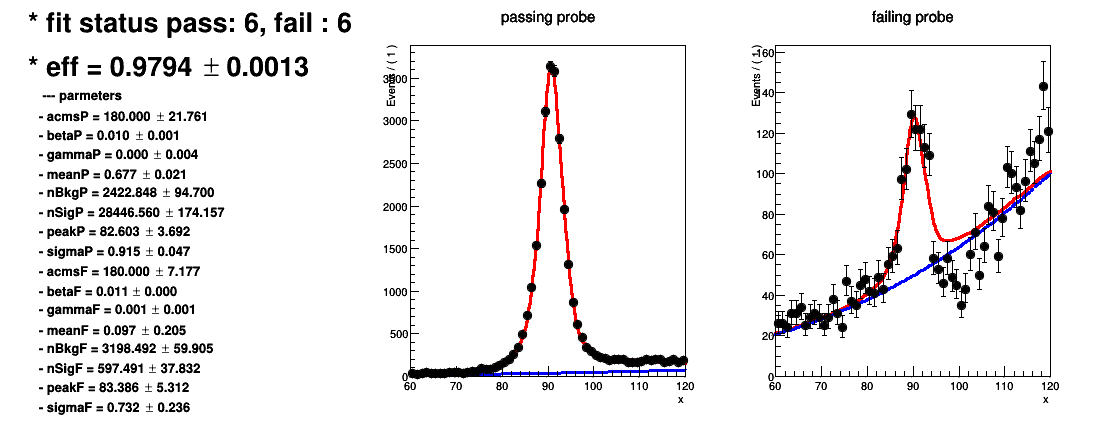 * fit status pass: 6, fail : 6
* eff = 0.9794 ± 0.0013
--- parmeters
- acmsP = 180.000 ± 21.761
- betaP = 0.010 ± 0.001
- gammaP = 0.000 ± 0.004
- meanP = 0.677 ± 0.021
- nBkgP = 2422.848 ± 94.700
- nSigP = 28446.560 ± 174.157
- peakP = 82.603 ± 3.692
- sigmaP = 0.915 ± 0.047
- acmsF = 180.000 ± 7.177
- betaF = 0.011 ± 0.000
- gammaF = 0.001 ± 0.001
- meanF = 0.097 ± 0.205
- nBkgF = 3198.492 ± 59.905
- nSigF = 597.491 ± 37.832
- peakF = 83.386 ± 5.312
- sigmaF = 0.732 ± 0.236
passing probe
Events / ( 1 )
3500
3000
2500
2000
1500
1000
500
0
60 70 80 90 100 110 120
x
failing probe
Events / ( 1 )
160
140
120
100
80
60
40
20
0
60 70 80 90 100 110 120
x